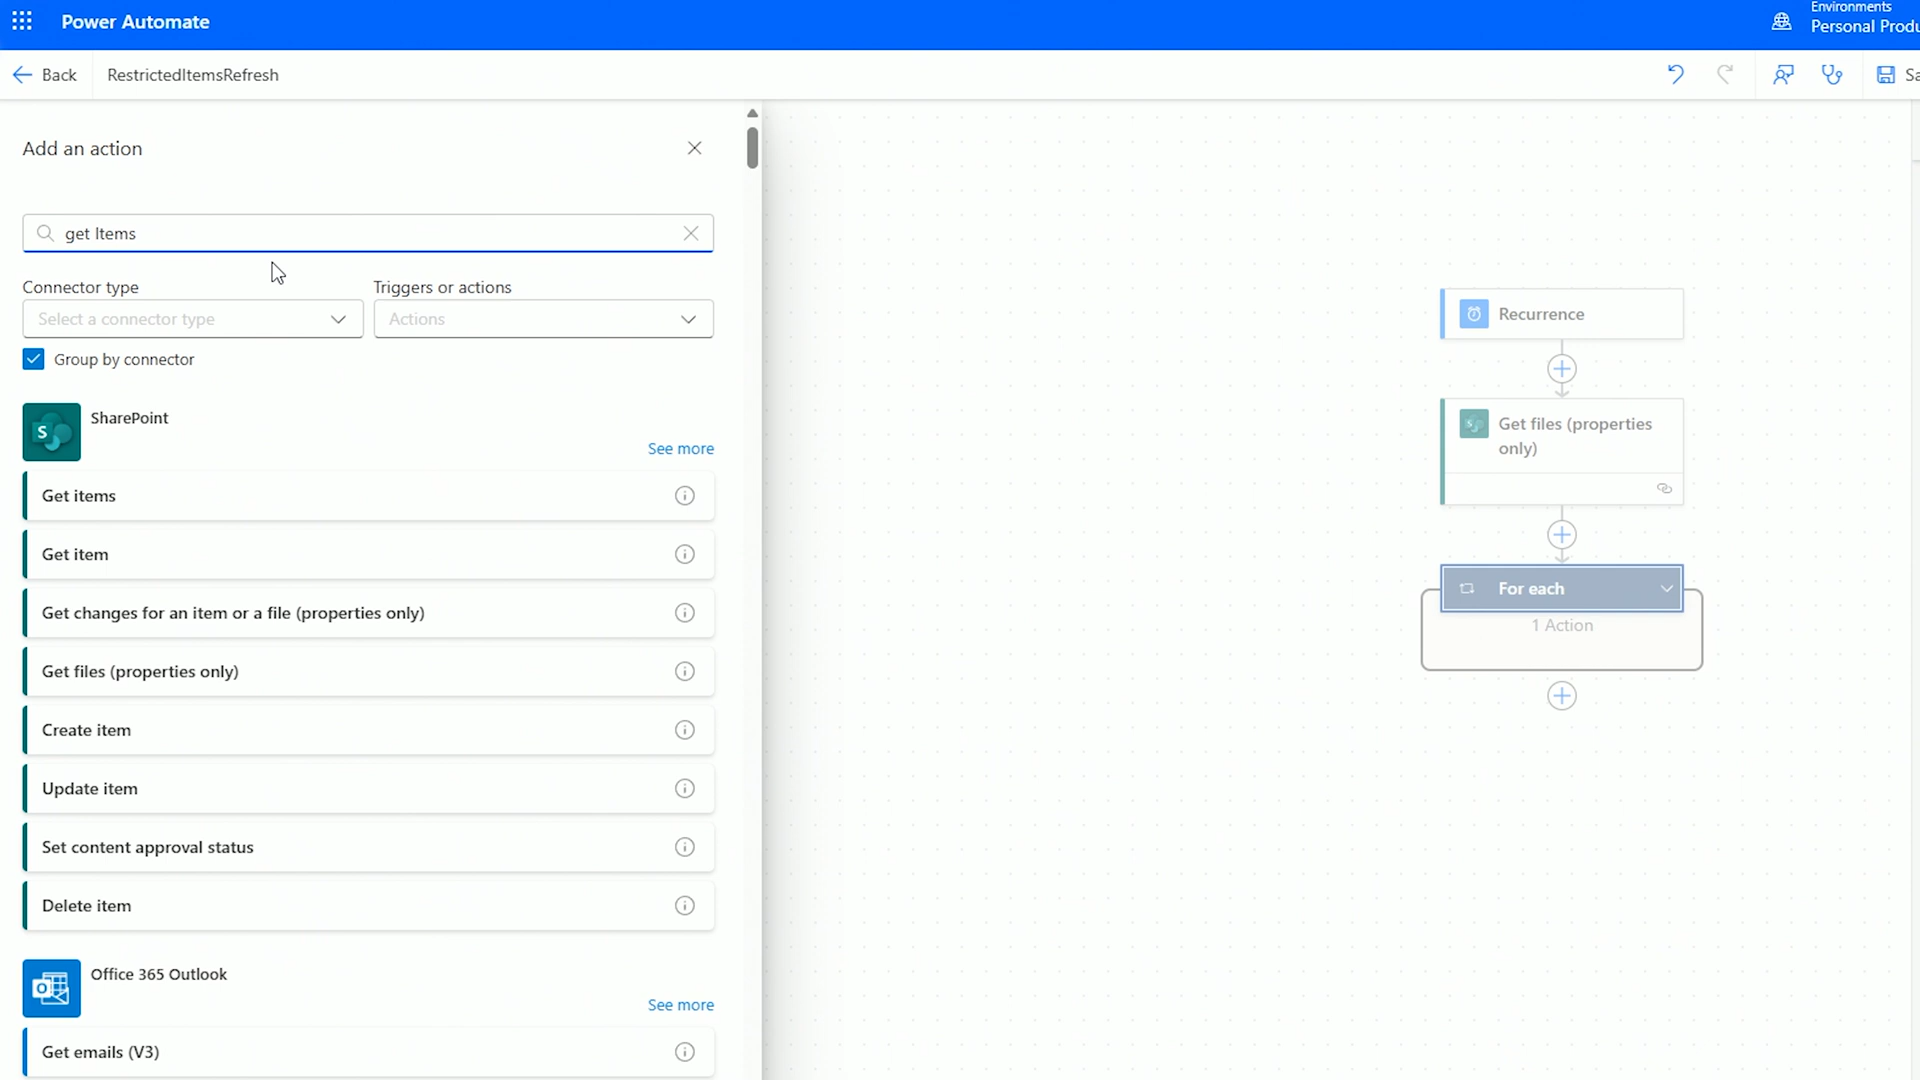 Power Automate
Environments
Personal Produ
Back
RestrictedItemsRefresh
Sa
Add an action
get Items
Connector type
Triggers or actions
Select a connector type
Actions
Group by connector
SharePoint
See more
Get items
Get item
Get changes for an item or a file (properties only)
Get files (properties only)
Create item
Update item
Set content approval status
Delete item
Office 365 Outlook
See more
Get emails (V3)
Recurrence
Get files (properties
only)
For each
1 Action